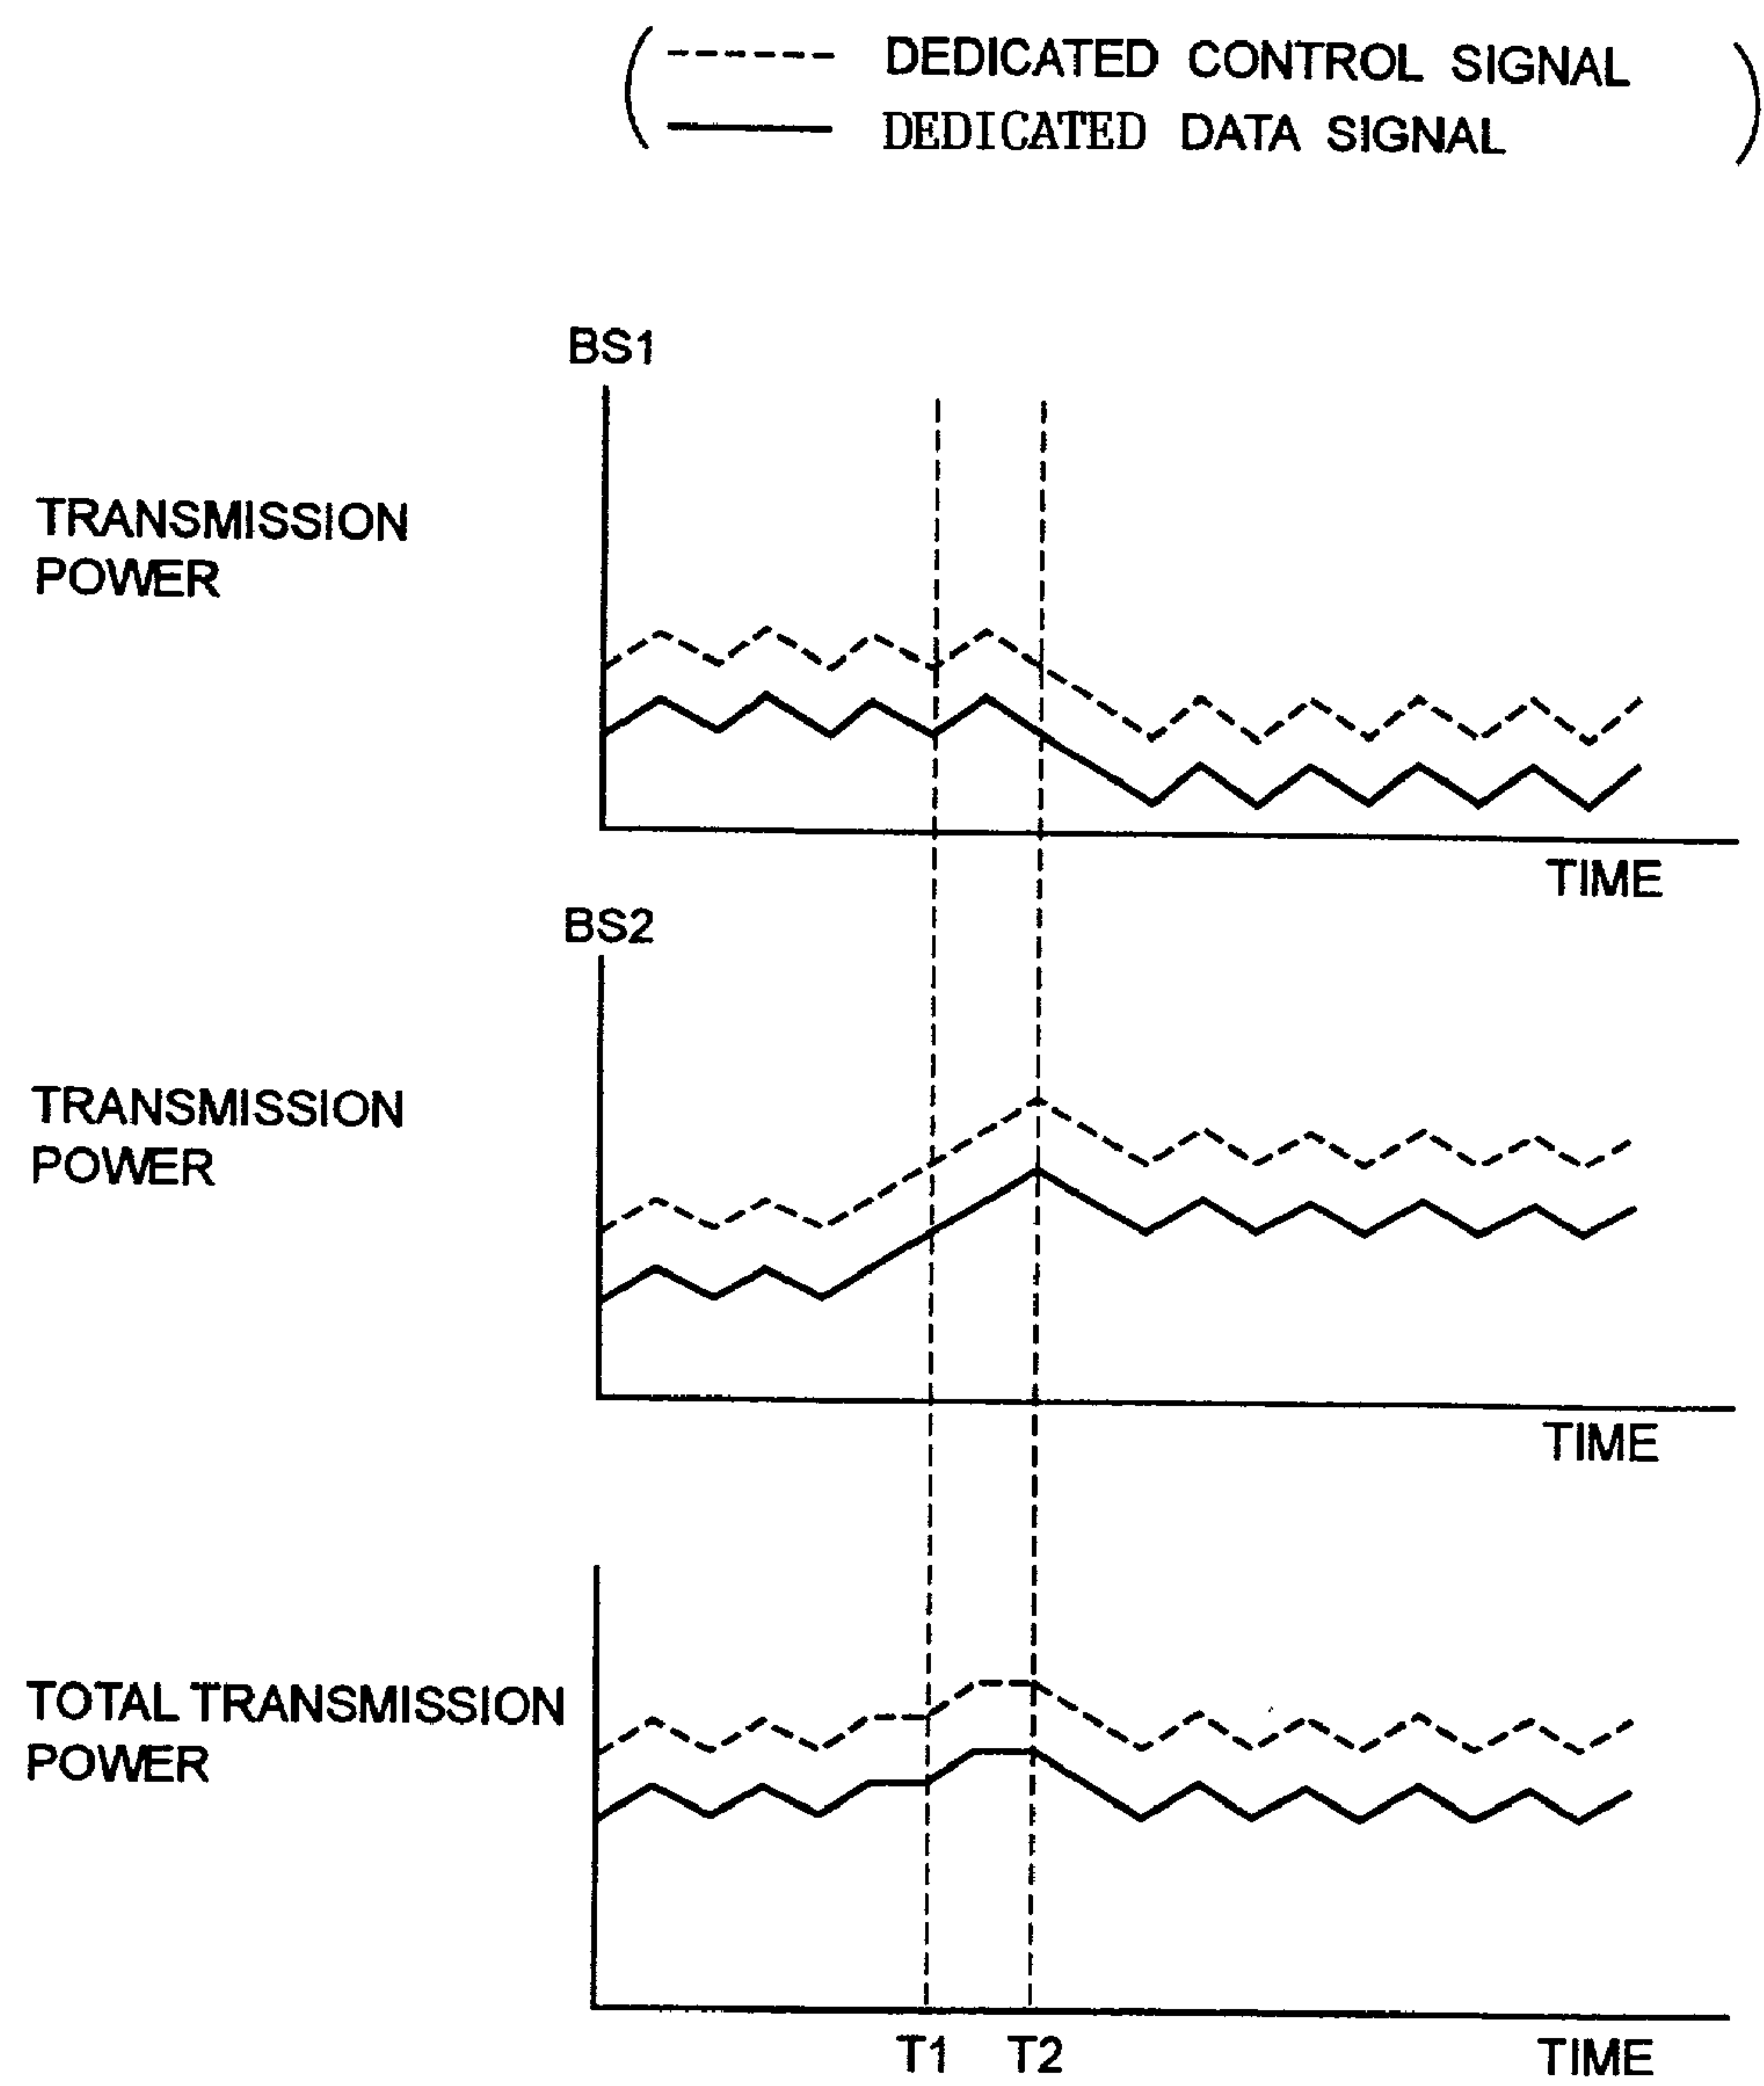 DEDICATED CONTROL SIGNAL
DEDICATED DATA SIGNAL
BS1
TRANSMISSION
POWER
TIME
BS2
TRANSMISSION
POWER
TIME
TOTAL TRANSMISSION
POWER
T1 T2
TIME